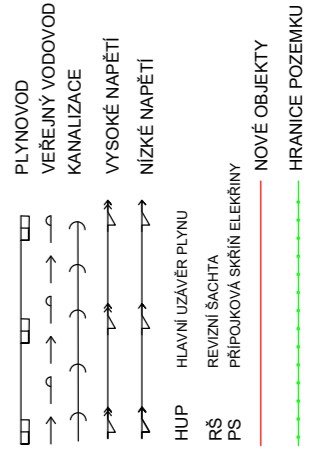 PLYNOVOD
VEŘEJNÝ VODOVOD
KANALIZACE
VYSOKÉ NAPĚTÍ
NÍZKÉ NAPĚTÍ
HUP HLAVNÍ UZÁVĚR PLYNU
RŠ REVIZNÍ ŠACHTA
PS PŘÍPOJKOVÁ SKŘÍŇ ELEKŘINY
NOVÉ OBJEKTY
HRANICE POZEMKU